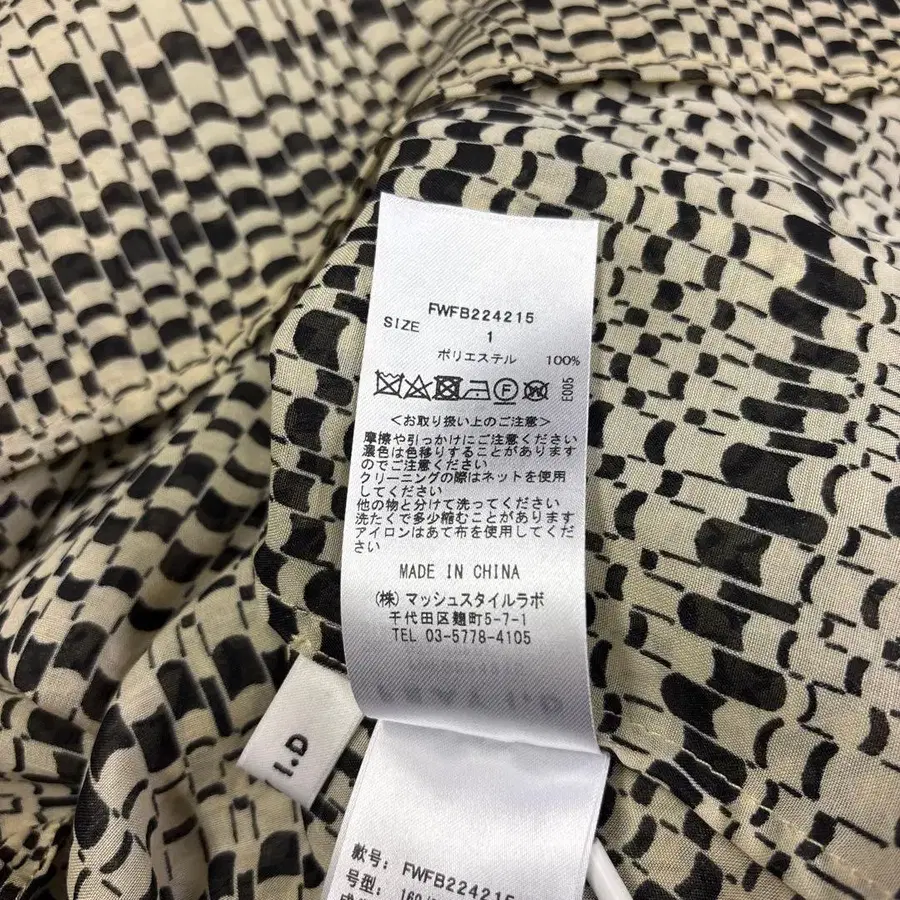 FWFB224215
SIZE 1
ポリエステル 100%
E005
<お取り扱い上のご注意>
摩擦や引っかけにご注意ください
濃色は色移りすることがあります
のでご注意ください
クリーニングの際はネットを使用
してください
他の物と分けて洗ってください
洗たくで多少縮むことがあります
アイロンはあて布を使用してくだ
さい
MADE IN CHINA
(株) マッシュスタイルラボ
千代田区麹町5-7-1
TEL 03-5778-4105
I.D
款号: FWFB224215
号型: 160/